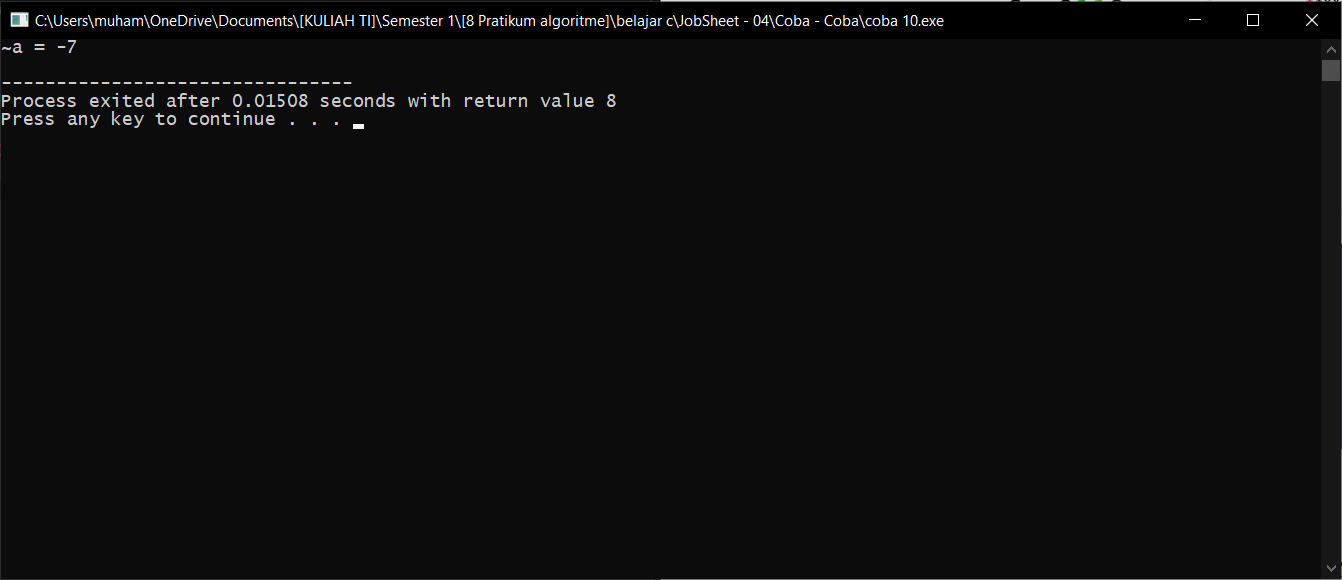 C:\Users\muham\OneDrive\Documents\[KULIAH TI]\Semester 1\[8 Pratikum algoritme]\belajar c\JobSheet - 04\Coba - Coba\coba 10.exe
~a = -7
--------------------------------
Process exited after 0.01508 seconds with return value 8
Press any key to continue . . .